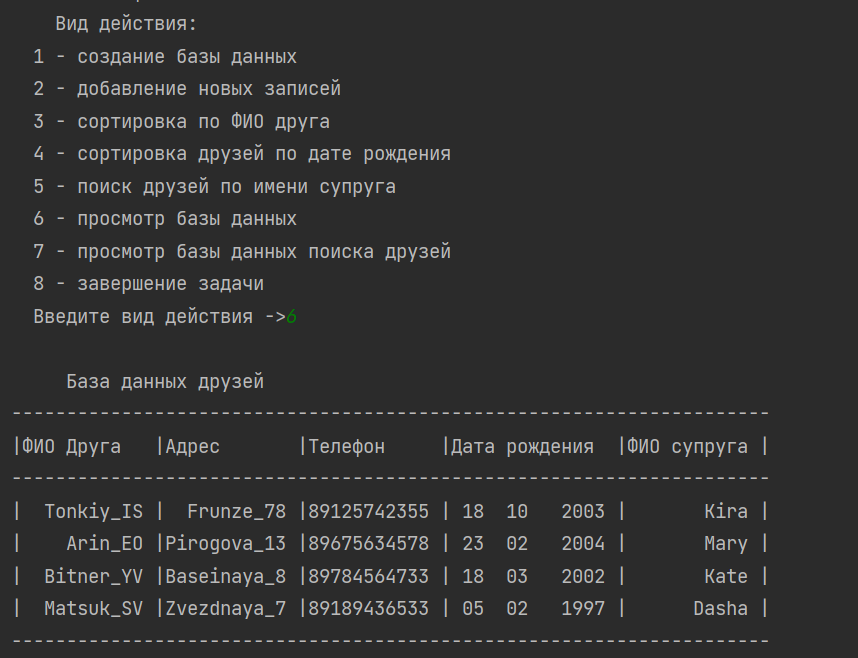 Вид действия:
1 - создание базы данных
2 - добавление новых записей
3 - сортировка по ФИО друга
4 - сортировка друзей по дате рождения
5 - поиск друзей по имени супруга
6 - просмотр базы данных
7 - просмотр базы данных поиска друзей
8 - завершение задачи
Введите вид действия ->6
База данных друзей
---------------------------------------------------------------------
|ФИО Друга   |Адрес       |Телефон     |Дата рождения  |ФИО супруга |
---------------------------------------------------------------------
|  Tonkiy_IS |  Frunze_78 |89125742355 | 18  10   2003 |       Kira |
|    Arin_EO |Pirogova_13 |89675634578 | 23  02   2004 |       Mary |
|  Bitner_YV |Baseinaya_8 |89784564733 | 18  03   2002 |       Kate |
|  Matsuk_SV |Zvezdnaya_7 |89189436533 | 05  02   1997 |      Dasha |
---------------------------------------------------------------------